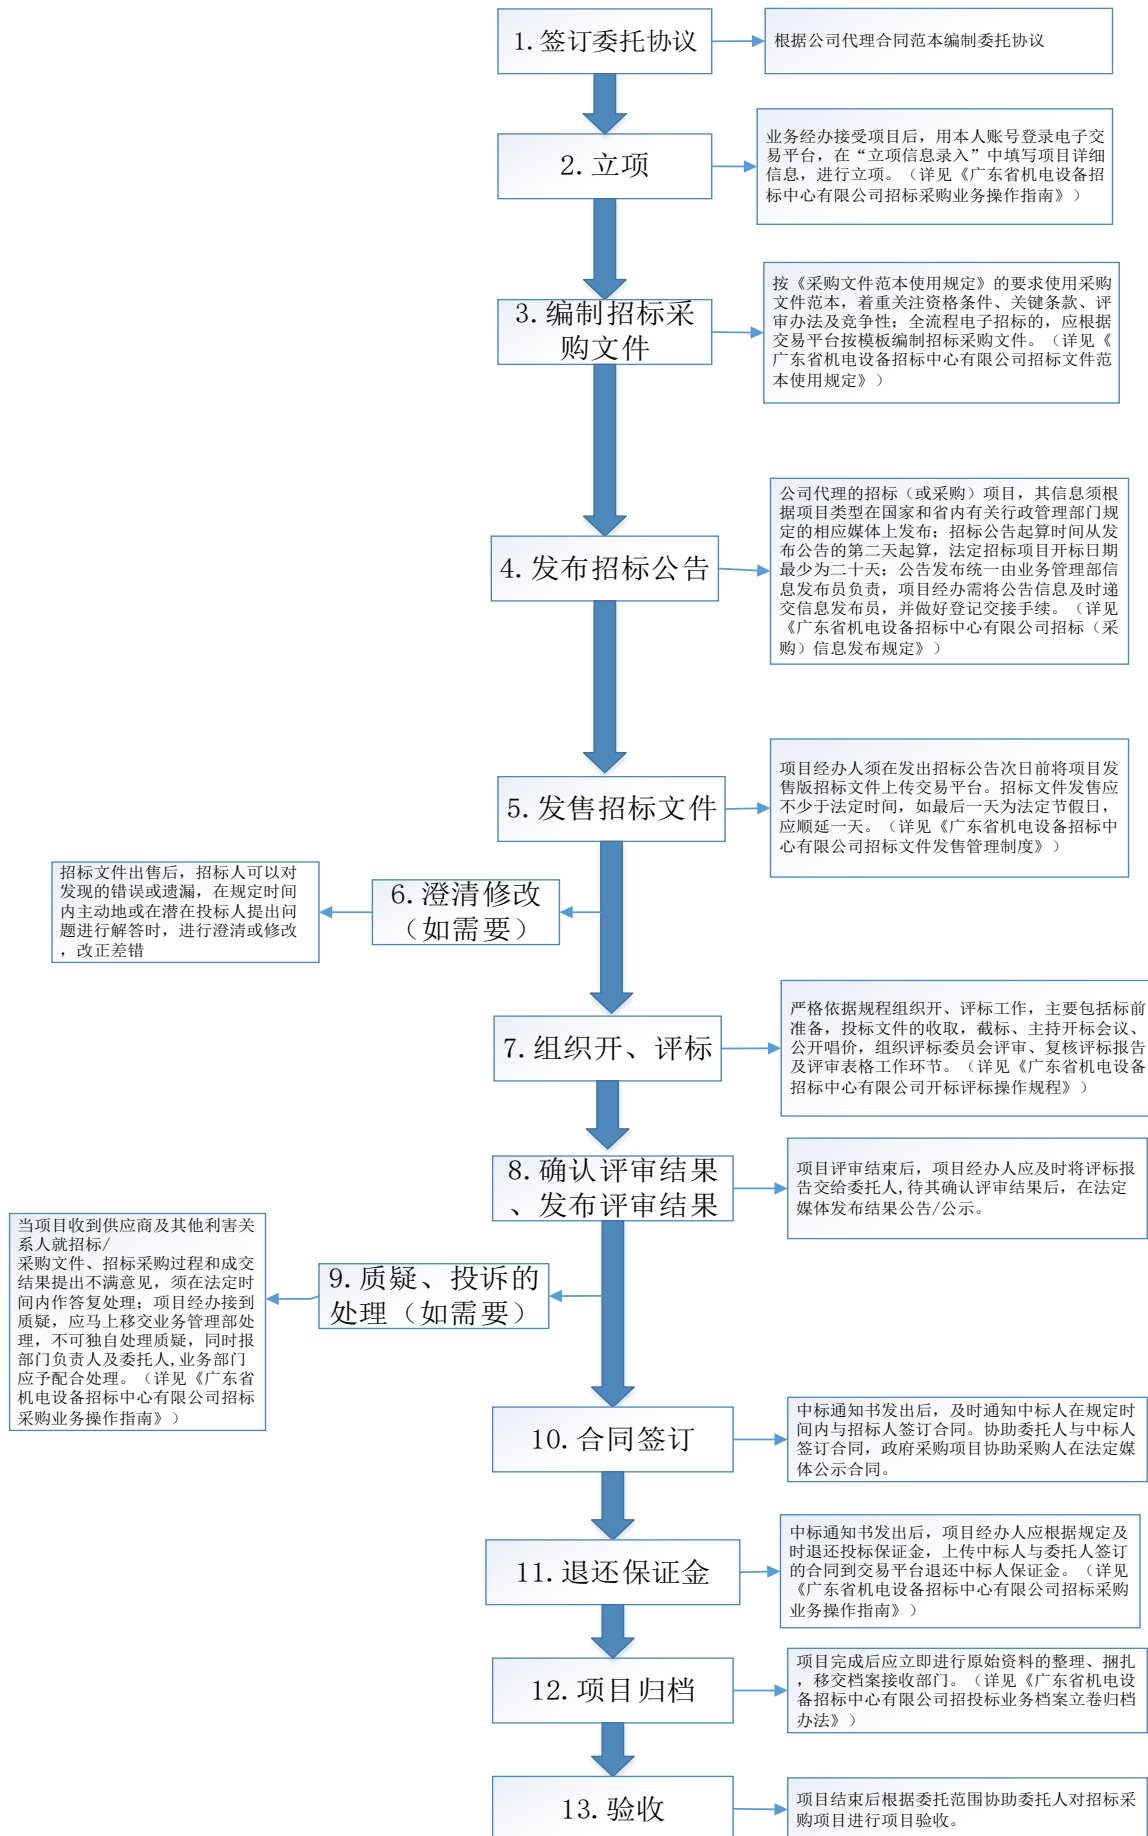 1.签订委托协议
根据公司代理合同范本编制委托协议
2.立项
业务经办接受项目后，用本人账号登录电子交
易平台，在“立项信息录入”中填写项目详细
信息，进行立项。（详见《广东省机电设备招
标中心有限公司招标采购业务操作指南》）
3.编制招标采
购文件
按《采购文件范本使用规定》的要求使用采购
文件范本，着重关注资格条件、关键条款、评
审办法及竞争性；全流程电子招标的，应根据
交易平台按模板编制招标采购文件。（详见《
广东省机电设备招标中心有限公司招标文件范
本使用规定》）
4.发布招标公告
公司代理的招标（或采购）项目，其信息须根
据项目类型在国家和省内有关行政管理部门规
定的相应媒体上发布；招标公告起算时间从发
布公告的第二天起算，法定招标项目开标日期
最少为二十天；公告发布统一由业务管理部信
息发布员负责，项目经办需将公告信息及时递
交信息发布员，并做好登记交接手续。（详见
《广东省机电设备招标中心有限公司招标（采
购）信息发布规定》）
5.发售招标文件
项目经办人须在发出招标公告次日前将项目发
售版招标文件上传交易平台。招标文件发售应
不少于法定时间，如最后一天为法定节假日，
应顺延一天。（详见《广东省机电设备招标中
心有限公司招标文件发售管理制度》）
6.澄清修改
（如需要）
招标文件出售后，招标人可以对
发现的错误或遗漏，在规定时间
内主动地或在潜在投标人提出问
题进行解答时，进行澄清或修改
，改正差错
7.组织开、评标
严格依据规程组织开、评标工作，主要包括标前
准备，投标文件的收取，截标、主持开标会议、
公开唱价，组织评标委员会评审、复核评标报告
及评审表格工作环节。（详见《广东省机电设备
招标中心有限公司开标评标操作规程》）
8.确认评审结果
、发布评审结果
项目评审结束后，项目经办人应及时将评标报
告交给委托人,待其确认评审结果后，在法定
媒体发布结果公告/公示。
9.质疑、投诉的
处理（如需要）
当项目收到供应商及其他利害关
系人就招标/
采购文件、招标采购过程和成交
结果提出不满意见，须在法定时
间内作答复处理；项目经办接到
质疑，应马上移交业务管理部处
理，不可独自处理质疑，同时报
部门负责人及委托人,业务部门
应予配合处理。（详见《广东省
机电设备招标中心有限公司招标
采购业务操作指南》）
10.合同签订
中标通知书发出后，及时通知中标人在规定时
间内与招标人签订合同。协助委托人与中标人
签订合同，政府采购项目协助采购人在法定媒
体公示合同。
11.退还保证金
中标通知书发出后，项目经办人应根据规定及
时退还投标保证金，上传中标人与委托人签订
的合同到交易平台退还中标人保证金。（详见
《广东省机电设备招标中心有限公司招标采购
业务操作指南》）
12.项目归档
项目完成后应立即进行原始资料的整理、捆扎
，移交档案接收部门。（详见《广东省机电设
备招标中心有限公司招投标业务档案立卷归档
办法》）
13.验收
项目结束后根据委托范围协助委托人对招标采
购项目进行项目验收。